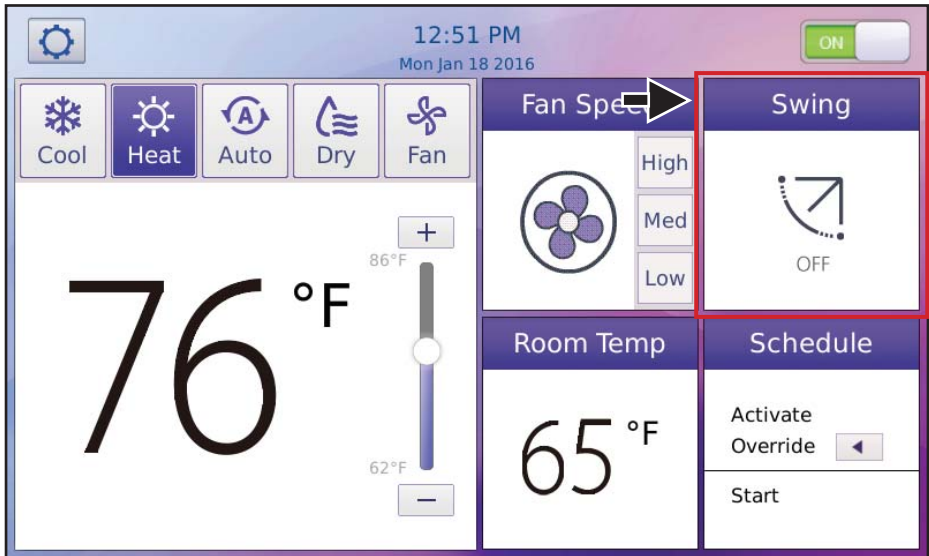 12:51 PM
Mon Jan 18 2016
ON
Cool
Heat
A
Auto
Dry
Fan
76 °F
+
86°F
62°F
−
Fan
High
Med
Low
Swing
OFF
Room Temp
65 °F
Schedule
Activate
Override
Start